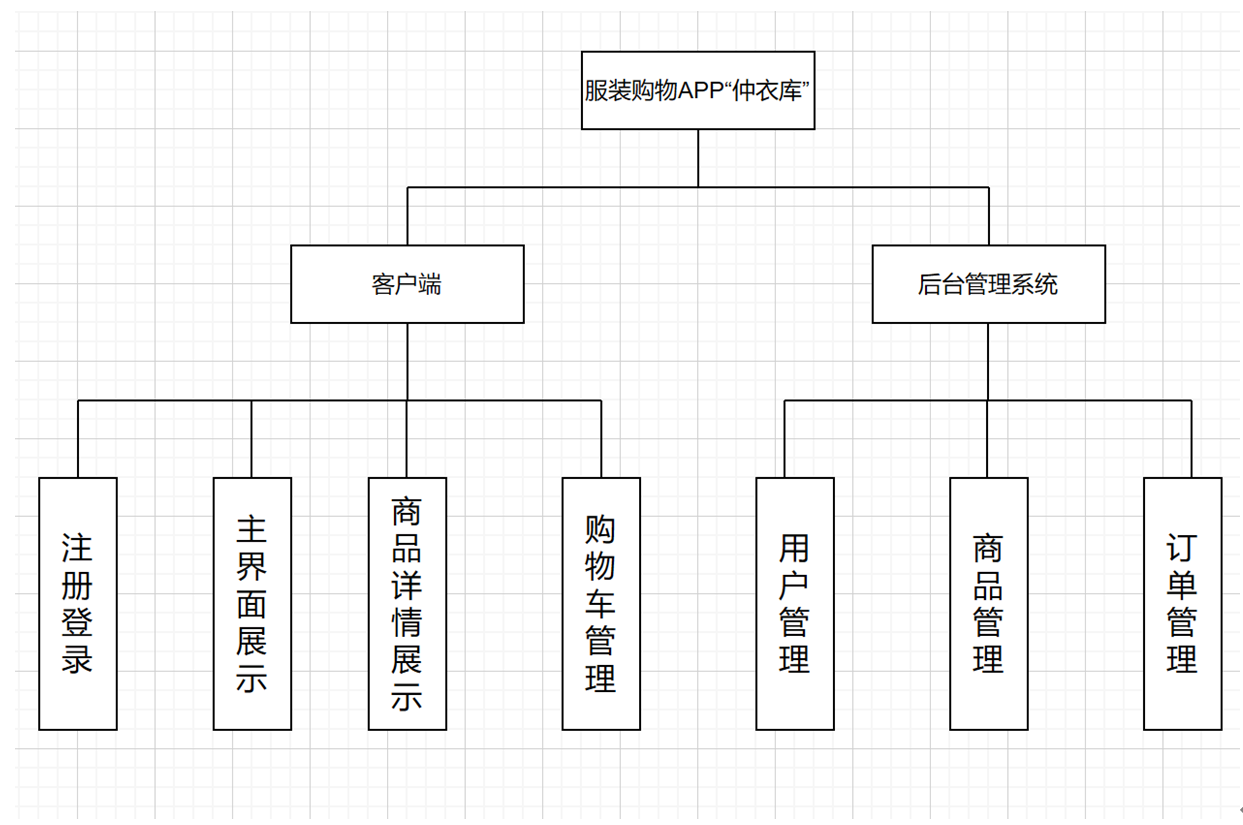 服装购物APP“仲衣库”
客户端
后台管理系统
注册登录
主界面展示
商品详情展示
购物车管理
用户管理
商品管理
订单管理